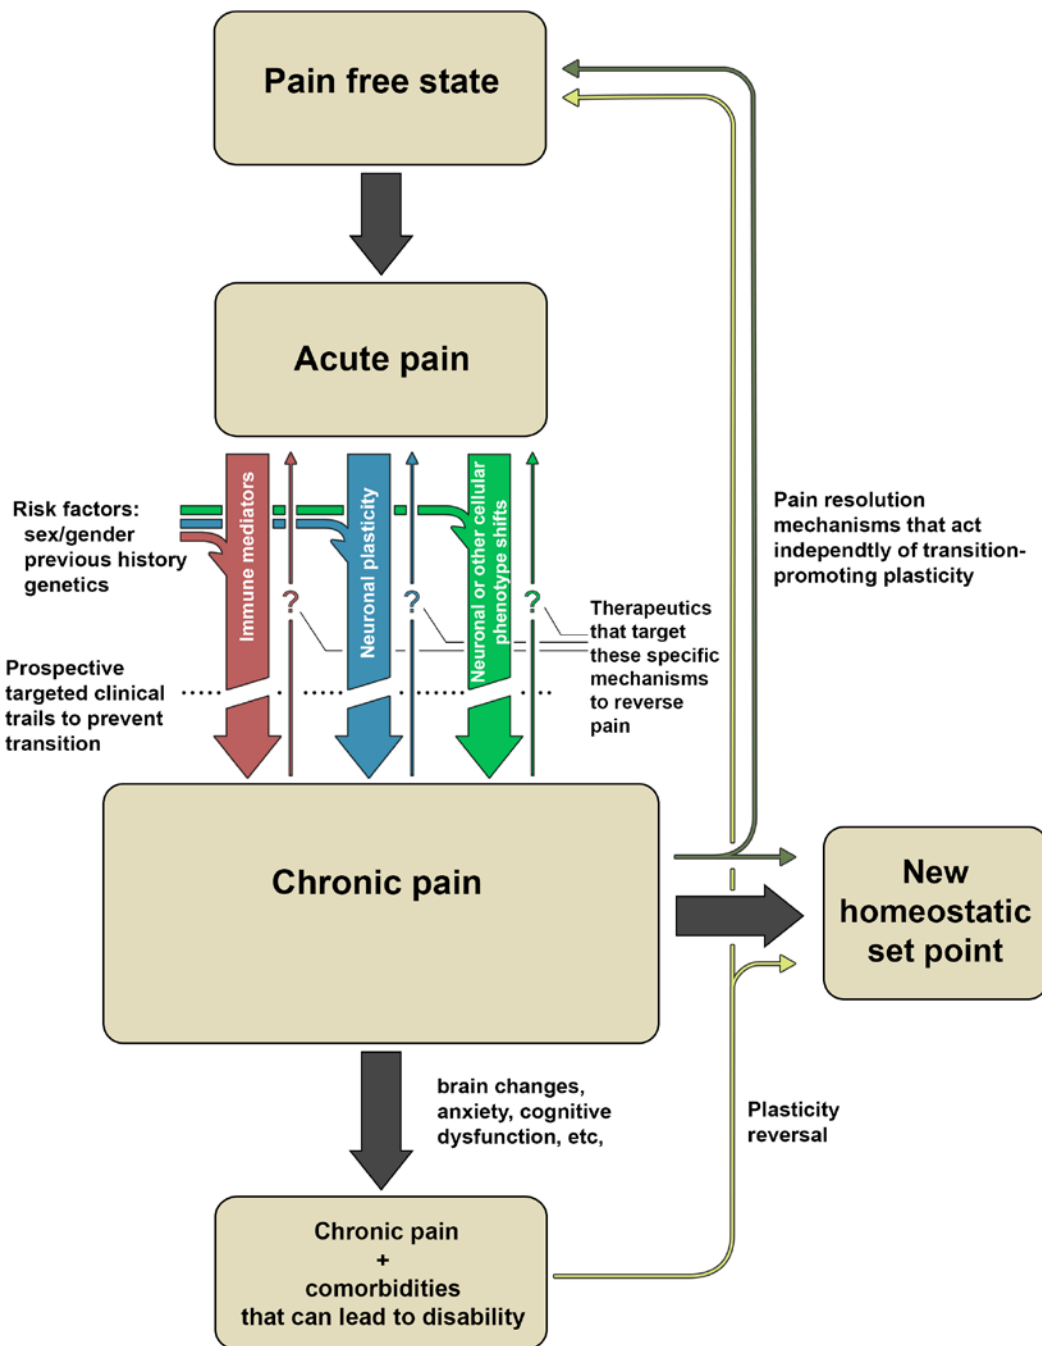 Pain free state
Acute pain
Risk factors:
sex/gender
previous history
genetics
Immune mediators
Neuronal plasticity
Neuronal or other cellular
phenotype shifts
?
?
?
Therapeutics
that target
these specific
mechanisms
to reverse
pain
Prospective
targeted clinical
trails to prevent
transition
Pain resolution
mechanisms that act
independtly of transition-
promoting plasticity
Chronic pain
New
homeostatic
set point
brain changes,
anxiety, cognitive
dysfunction, etc,
Plasticity
reversal
Chronic pain
+
comorbidities
that can lead to disability